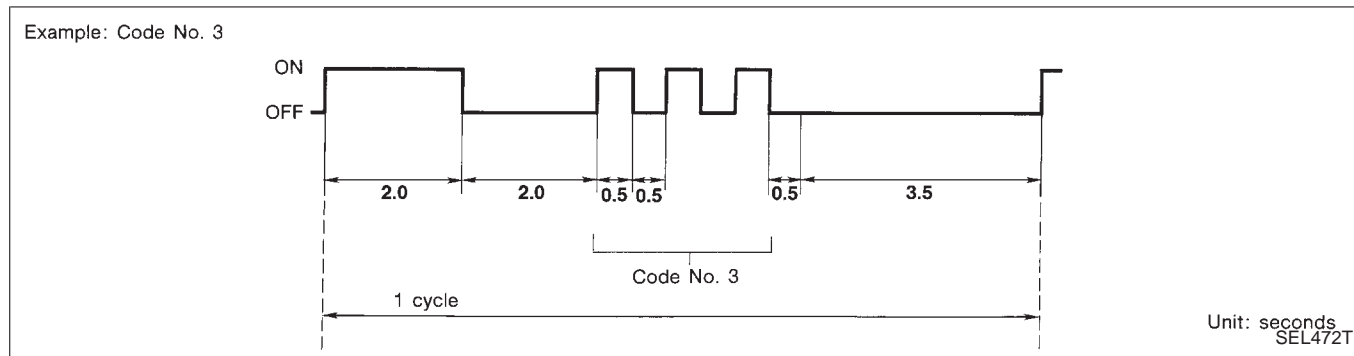 Example: Code No. 3
ON
OFF
2.0 2.0 0.5 0.5 0.5 3.5
Code No. 3
1 cycle
Unit: seconds
SEL472T